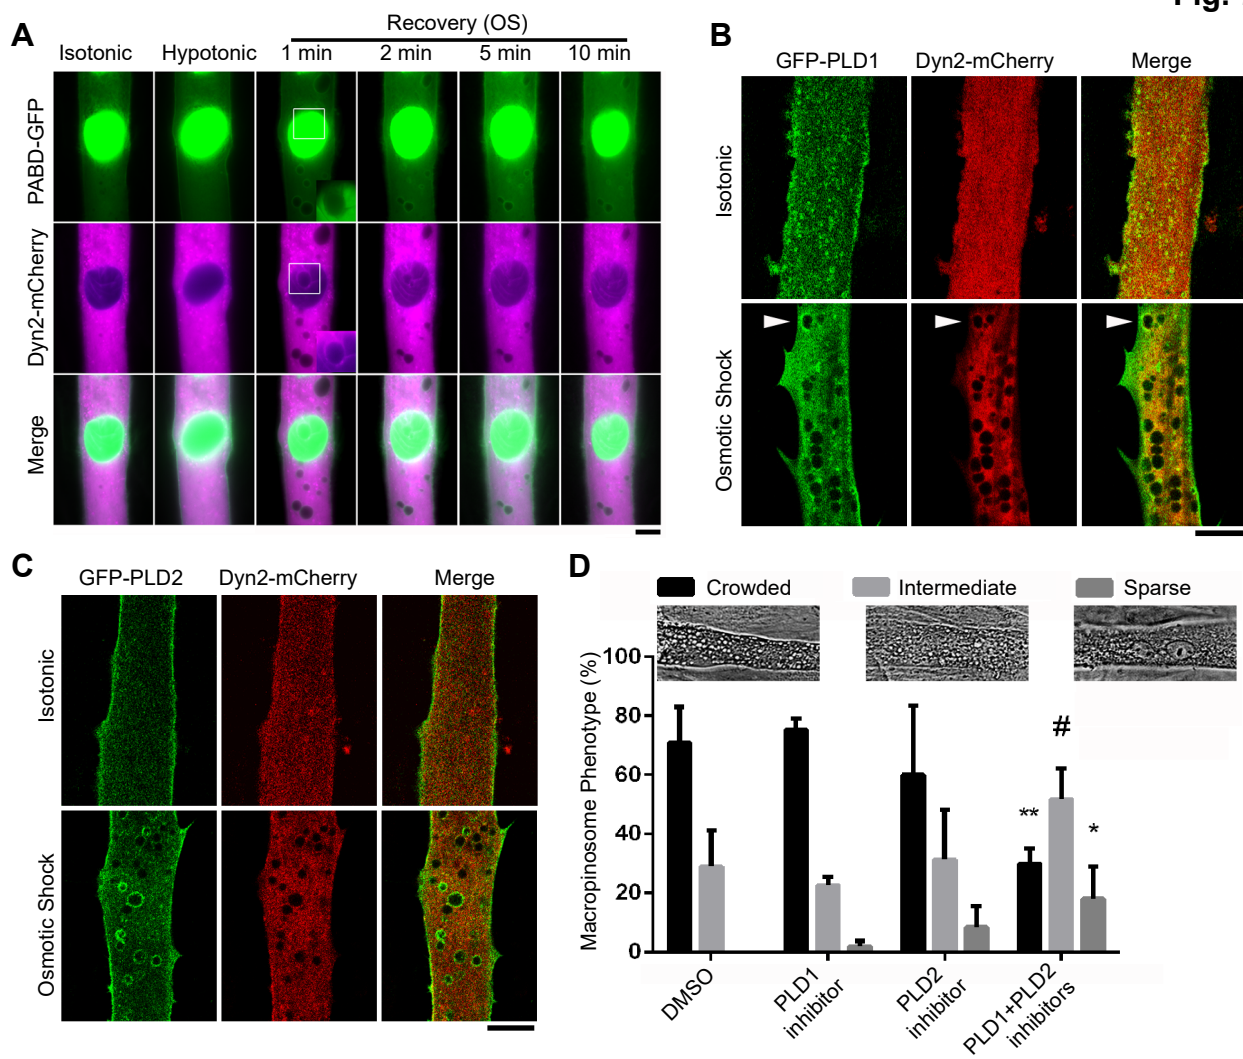 Fig.
A
Recovery (OS)
Isotonic Hypotonic 1 min 2 min 5 min 10 min
PABD-GFP
Dyn2-mCherry
Merge
B
GFP-PLD1 Dyn2-mCherry Merge
Isotonic
Osmotic Shock
C
GFP-PLD2 Dyn2-mCherry Merge
Isotonic
Osmotic Shock
D
Crowded Intermediate Sparse
Macropinosome Phenotype (%)
100
80
60
40
20
0
#
** *
DMSO
PLD1
inhibitor
PLD2
inhibitor
PLD1+PLD2
inhibitors